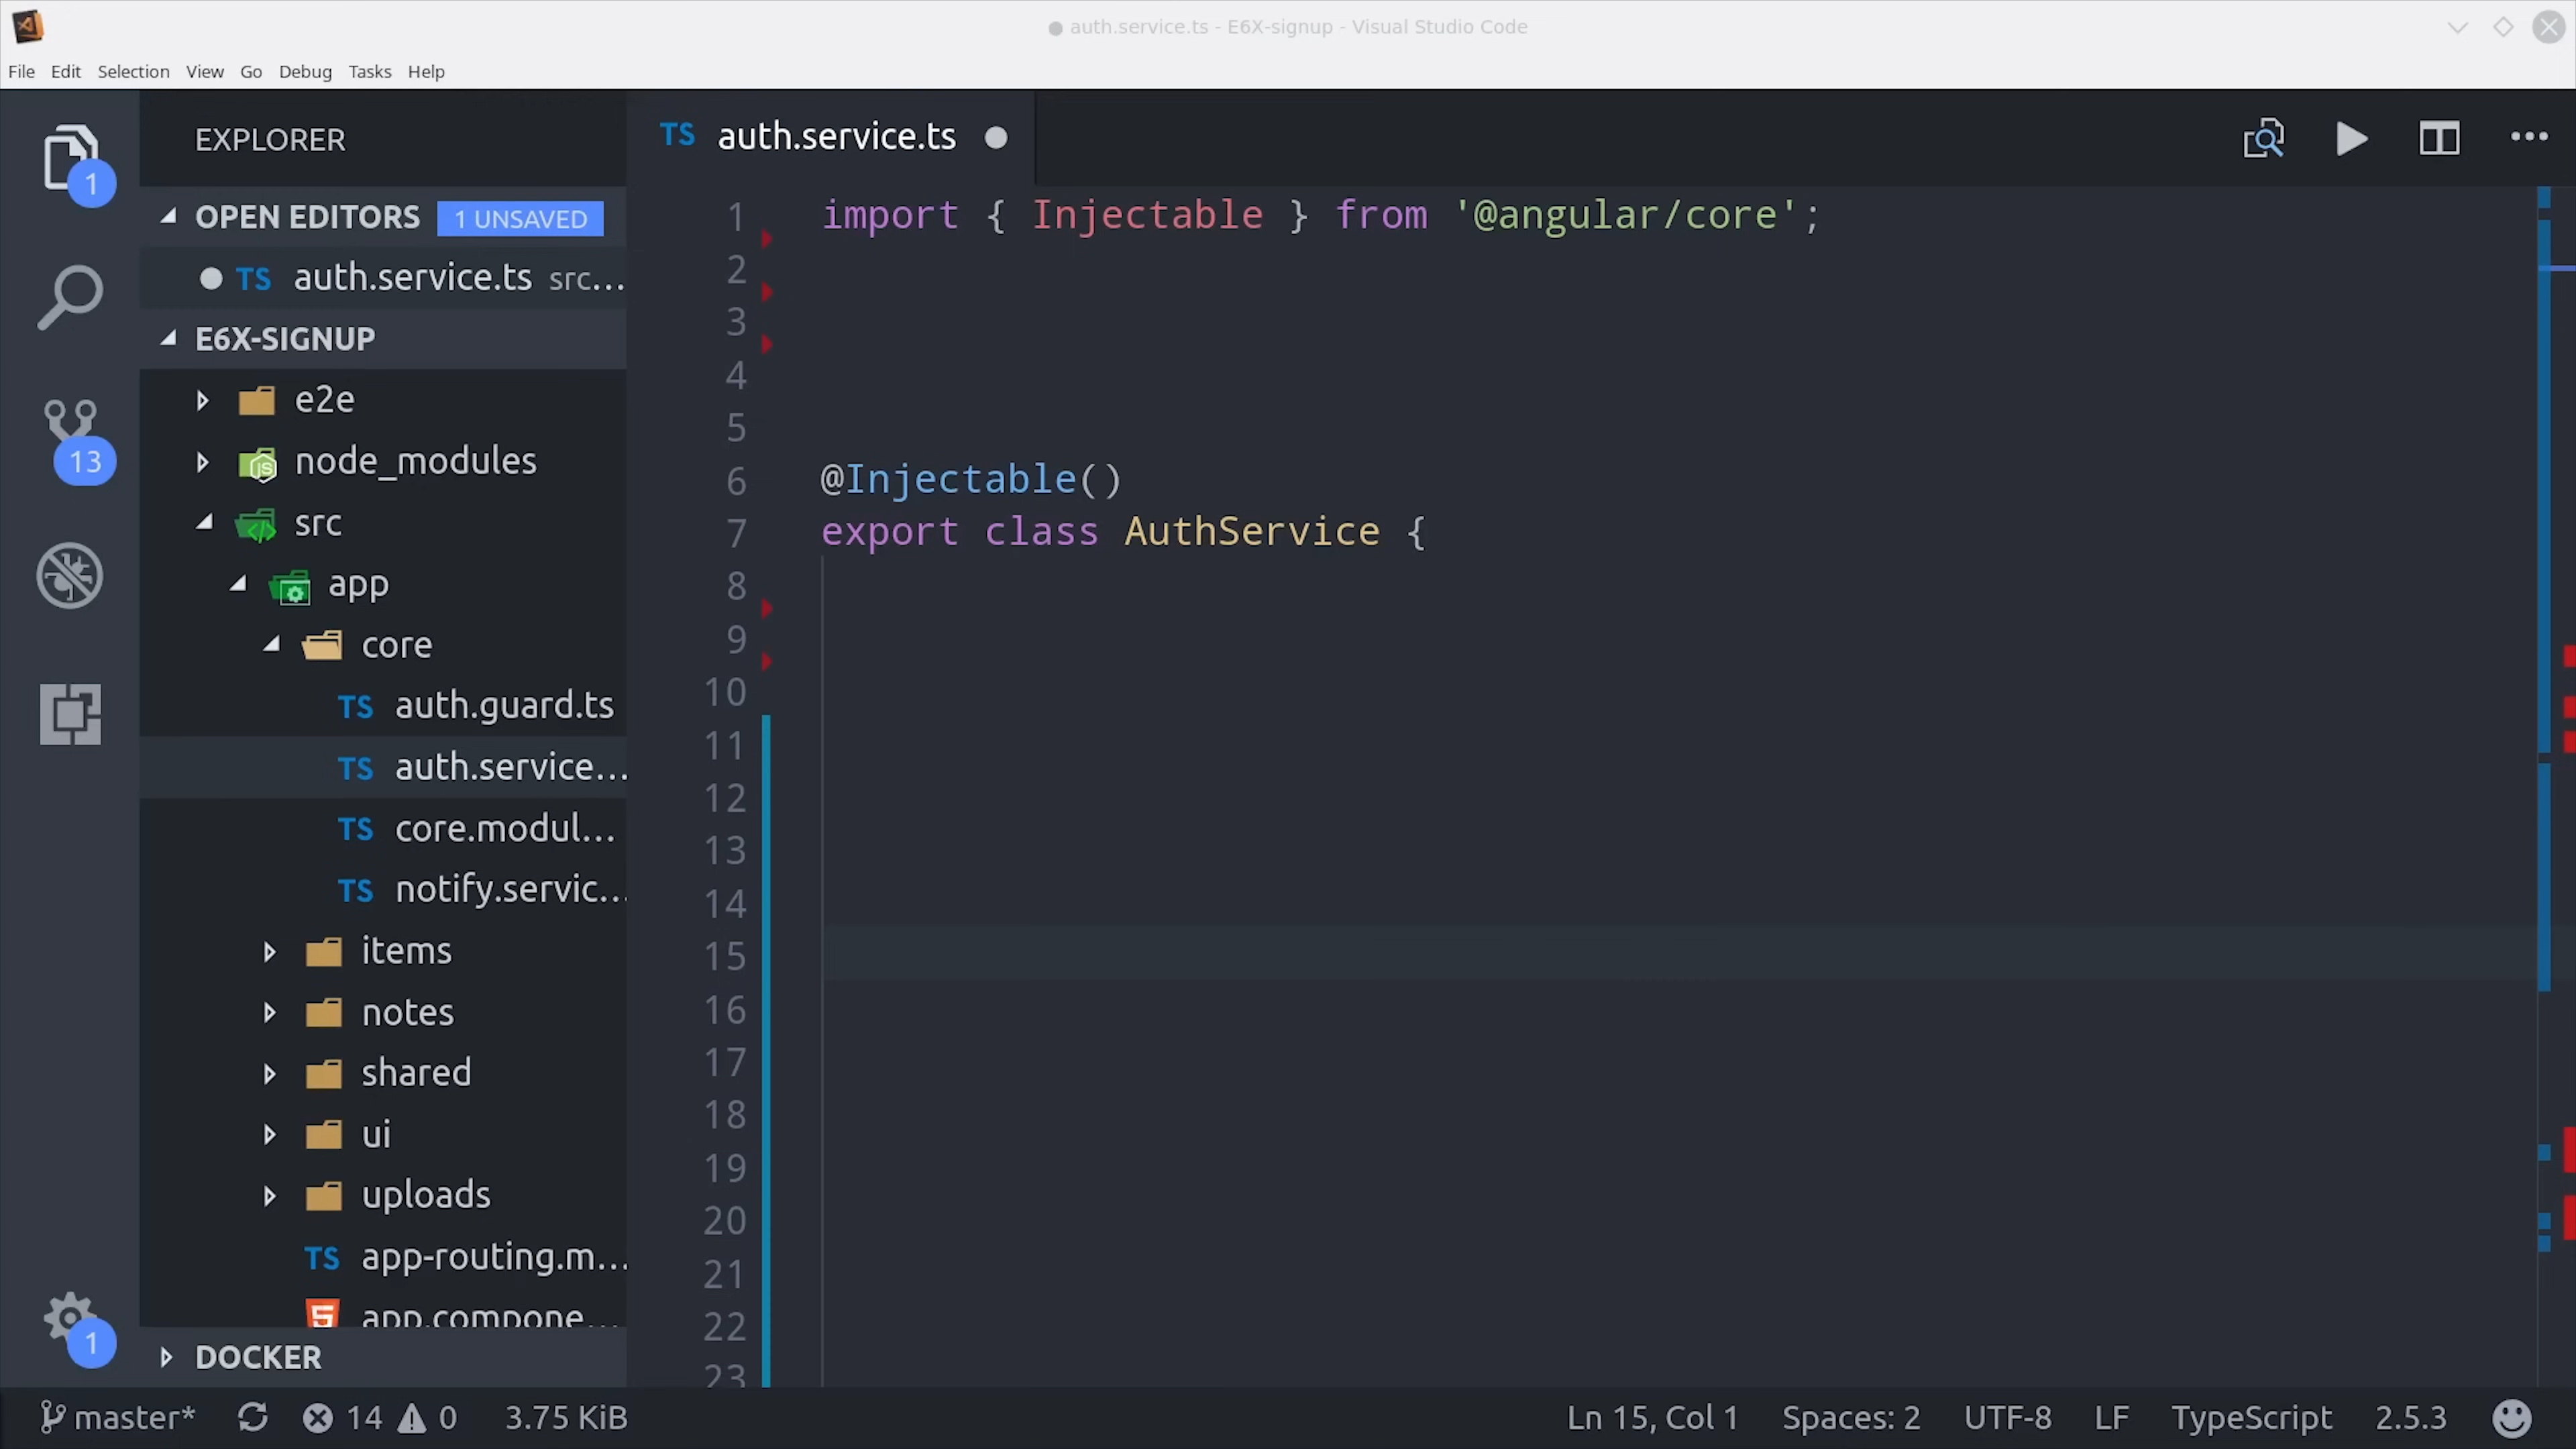 auth.service.ts - E6X-signup - Visual Studio Code
File Edit Selection View Go Debug Tasks Help
EXPLORER
OPEN EDITORS 1 UNSAVED
TS auth.service.ts src...
E6X-SIGNUP
e2e
node_modules
src
app
core
TS auth.guard.ts
TS auth.service...
TS core.modul...
TS notify.servic...
items
notes
shared
ui
uploads
TS app-routing.m...
app.compone...
DOCKER
1
13
1
TS auth.service.ts
1 import { Injectable } from '@angular/core';
2
3
4
5
6 @Injectable()
7 export class AuthService {
8
9
10
11
12
13
14
15
16
17
18
19
20
21
22
23
master* 14 0 3.75 KiB Ln 15, Col 1 Spaces: 2 UTF-8 LF TypeScript 2.5.3